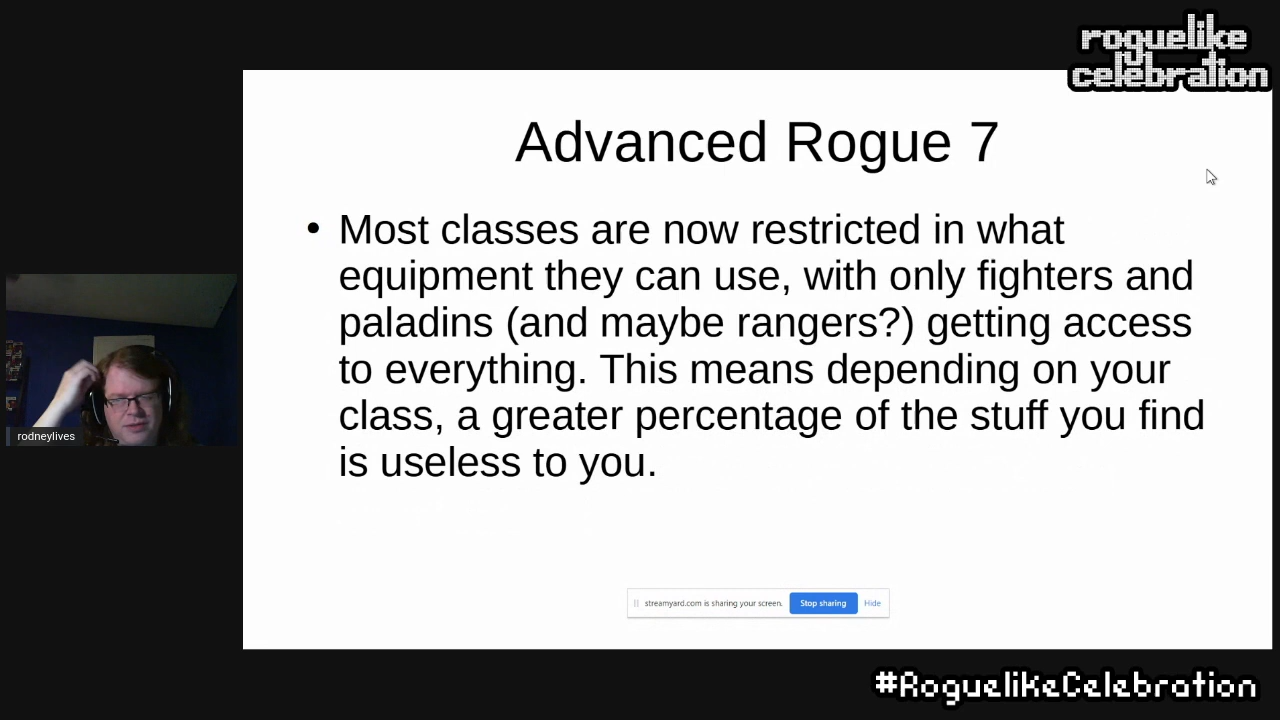 roguelike
celebration
Advanced Rogue 7
• Most classes are now restricted in what
equipment they can use, with only fighters and
paladins (and maybe rangers?) getting access
to everything. This means depending on your
class, a greater percentage of the stuff you find
is useless to you.
rodneylives
streamyard.com is sharing your screen. Stop sharing Hide
#RoguelikeCelebration